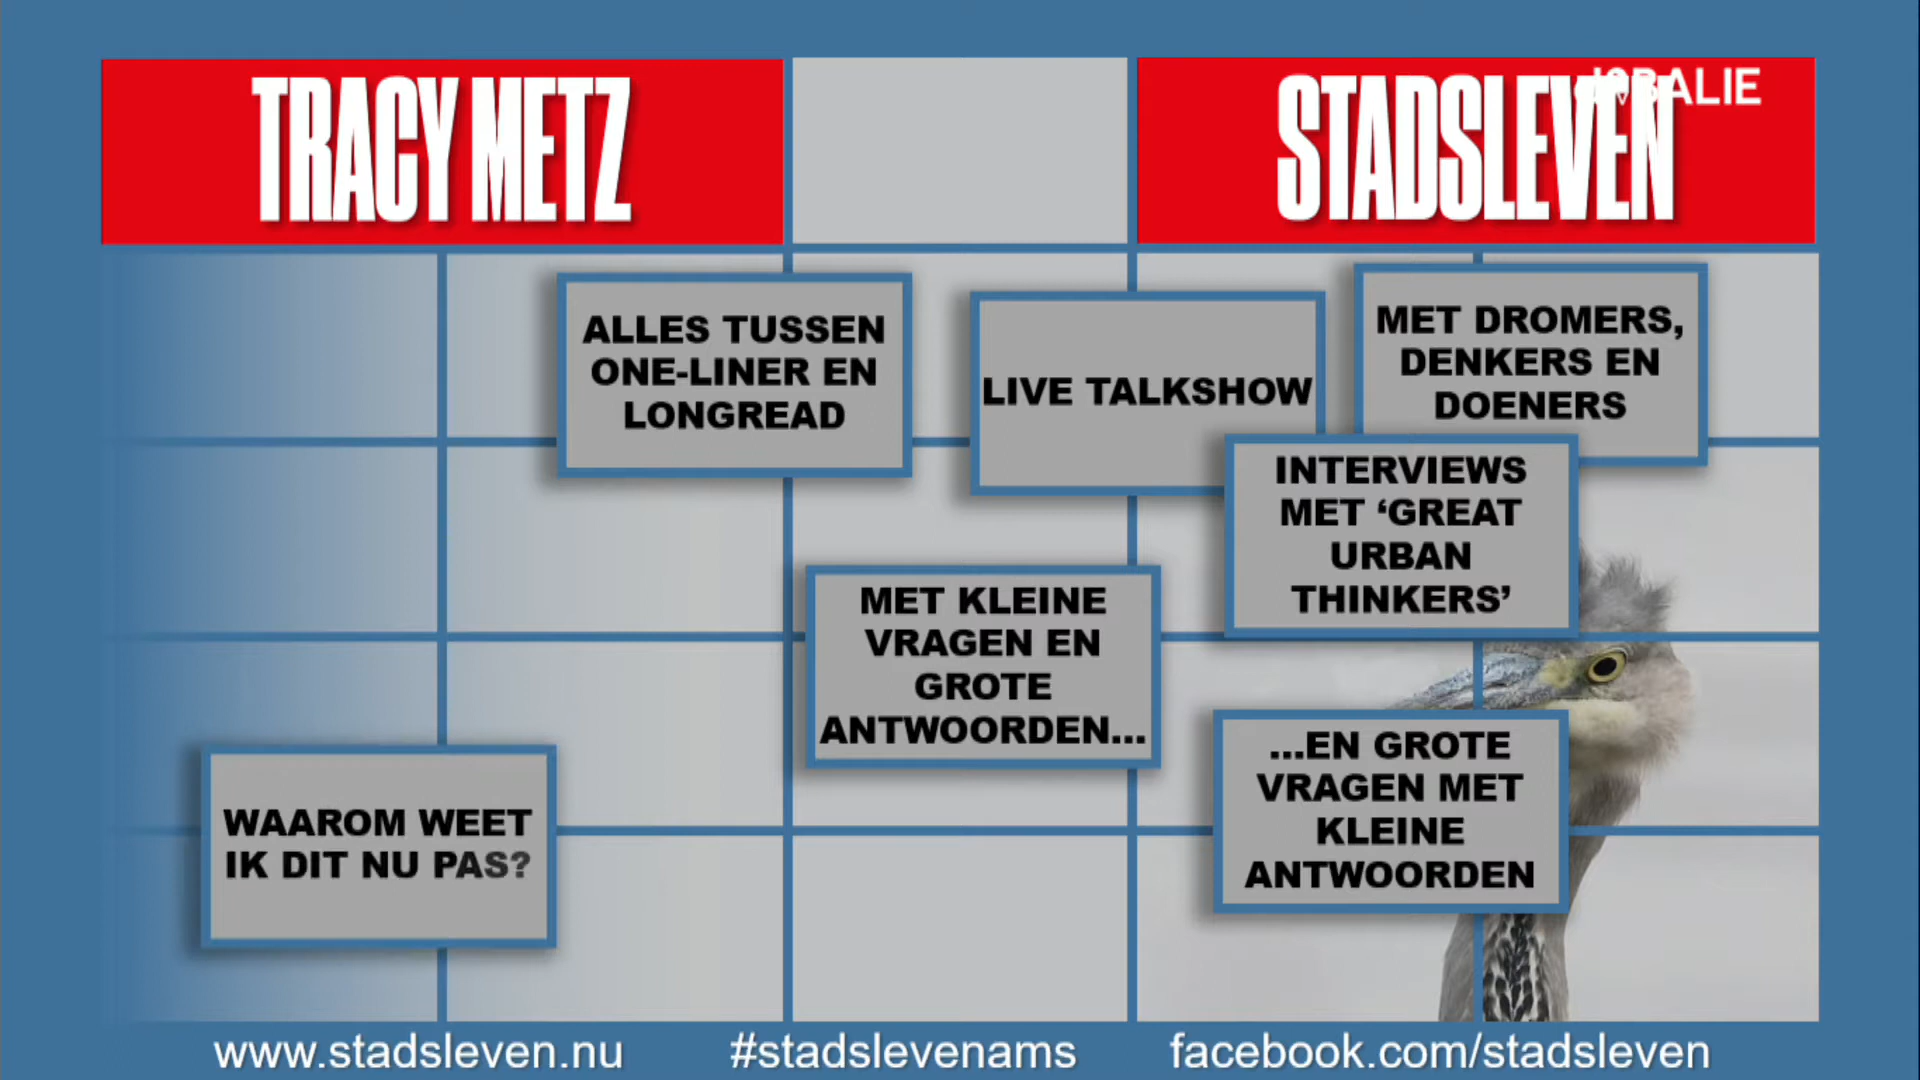 TRACY METZ
STADSLEVEN
BALIE
ALLES TUSSEN
ONE-LINER EN
LONGREAD
LIVE TALKSHOW
MET DROMERS,
DENKERS EN
DOENERS
INTERVIEWS
MET ‘GREAT
URBAN
THINKERS’
MET KLEINE
VRAGEN EN
GROTE
ANTWOORDEN...
...EN GROTE
VRAGEN MET
KLEINE
ANTWOORDEN
WAAROM WEET
IK DIT NU PAS?
www.stadsleven.nu
#stadslevenams
facebook.com/stadsleven